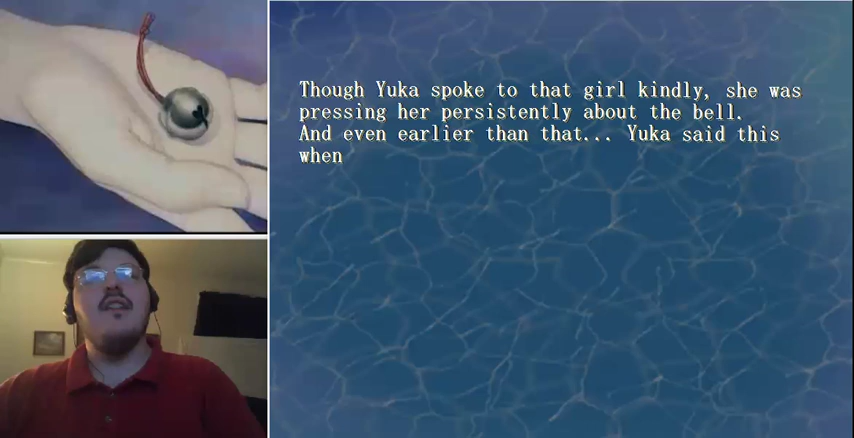 Though Yuka spoke to that girl kindly, she was
pressing her persistently about the bell.
And even earlier than that... Yuka said this
when